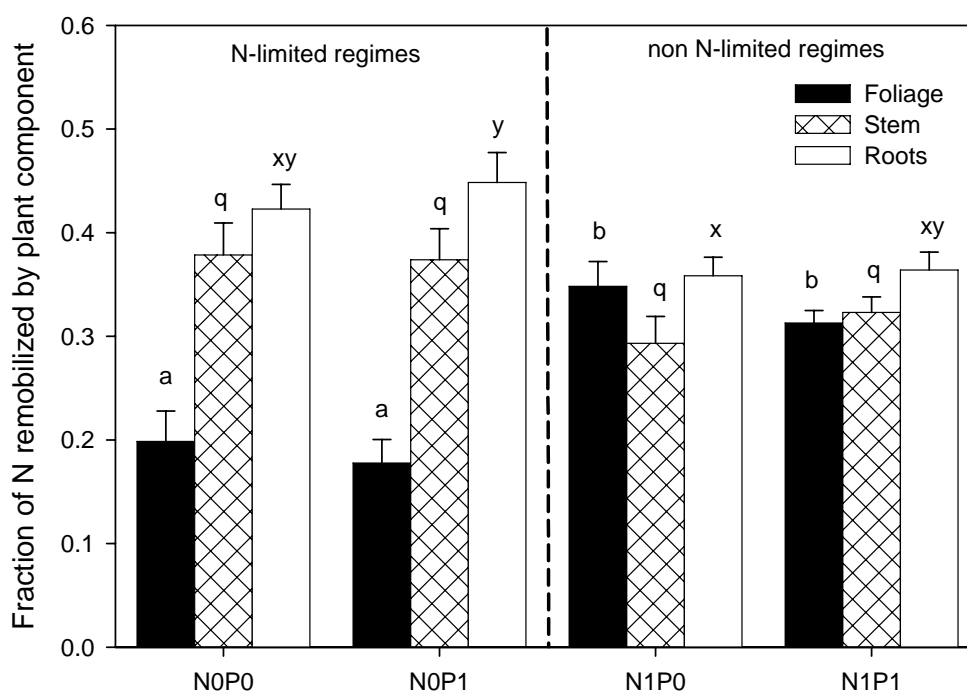 Fraction of N remobilized by plant component
0.6
0.5
0.4
0.3
0.2
0.1
0.0
N-limited regimes
non N-limited regimes
Foliage
Stem
Roots
a
q
xy
a
q
y
b
q
x
b
q
xy
N0P0
N0P1
N1P0
N1P1